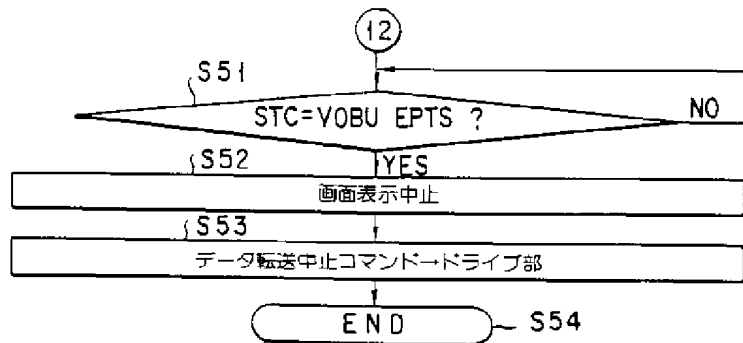 12
S51
STC=VOBU EPTS ?
NO
S52
YES
画面表示中止
S53
データ転送中止コマンド→ドライブ部
END
S54